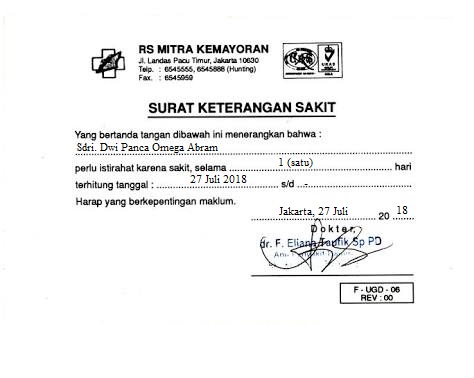 RS MITRA KEMAYORAN
Jl. Landas Pacu Timur, Jakarta 10630
Telp. : 6545555, 6545888 (Hunting)
Fax. : 6545959
UKAS
SURAT KETERANGAN SAKIT
Yang bertanda tangan dibawah ini menerangkan bahwa :
Sdri. Dwi Panca Omega Abram
perlu istirahat karena sakit, selama 1 (satu) hari
terhitung tanggal : 27 Juli 2018 s/d -
Harap yang berkepentingan maklum.
Jakarta, 27 Juli 20 18
Dokter,
dr. F. Eliana Taufik Sp PD
F - UGD - 06
REV : 00